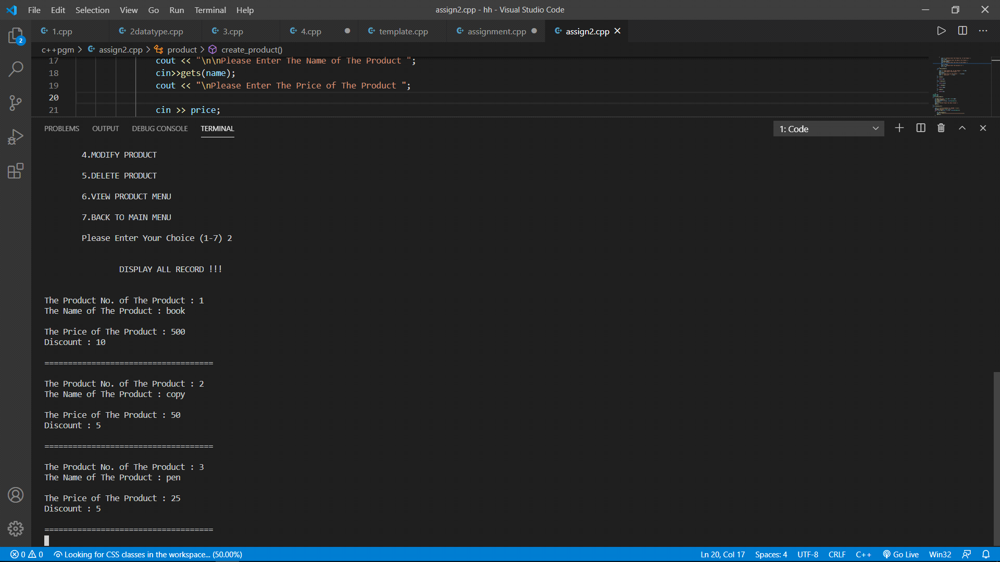 File Edit Selection View Go Run Terminal Help assign2.cpp - hh - Visual Studio Code
1.cpp 2datatype.cpp 3.cpp 4.cpp template.cpp assignment.cpp assign2.cpp
c++pgm > assign2.cpp > product > create_product()
17 cout << "\n\nPlease Enter The Name of The Product ";
18 cin>>gets(name);
19 cout << "\nPlease Enter The Price of The Product ";
20
21 cin >> price;
2
PROBLEMS OUTPUT DEBUG CONSOLE TERMINAL 1: Code
4.MODIFY PRODUCT
5.DELETE PRODUCT
6.VIEW PRODUCT MENU
7.BACK TO MAIN MENU
Please Enter Your Choice (1-7) 2
DISPLAY ALL RECORD !!!
The Product No. of The Product : 1
The Name of The Product : book
The Price of The Product : 500
Discount : 10
====================================
The Product No. of The Product : 2
The Name of The Product : copy
The Price of The Product : 50
Discount : 5
====================================
The Product No. of The Product : 3
The Name of The Product : pen
The Price of The Product : 25
Discount : 5
====================================
0 0 Looking for CSS classes in the workspace... (50.00%) Ln 20, Col 17 Spaces: 4 UTF-8 CRLF C++ Go Live Win32